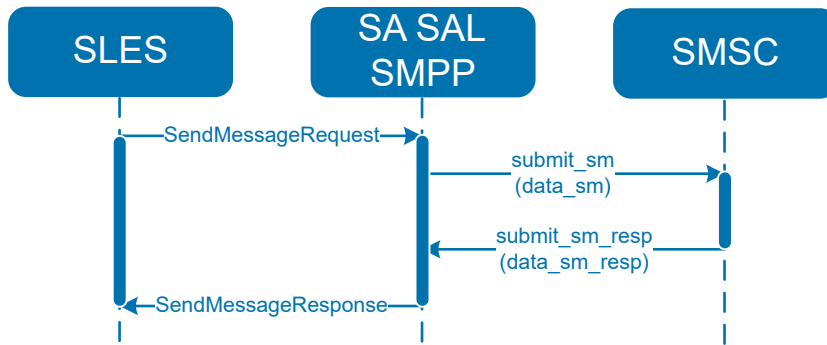 SLES
SA SAL
SMPP
SMSC
SendMessageRequest
submit_sm
(data_sm)
submit_sm_resp
(data_sm_resp)
SendMessageResponse